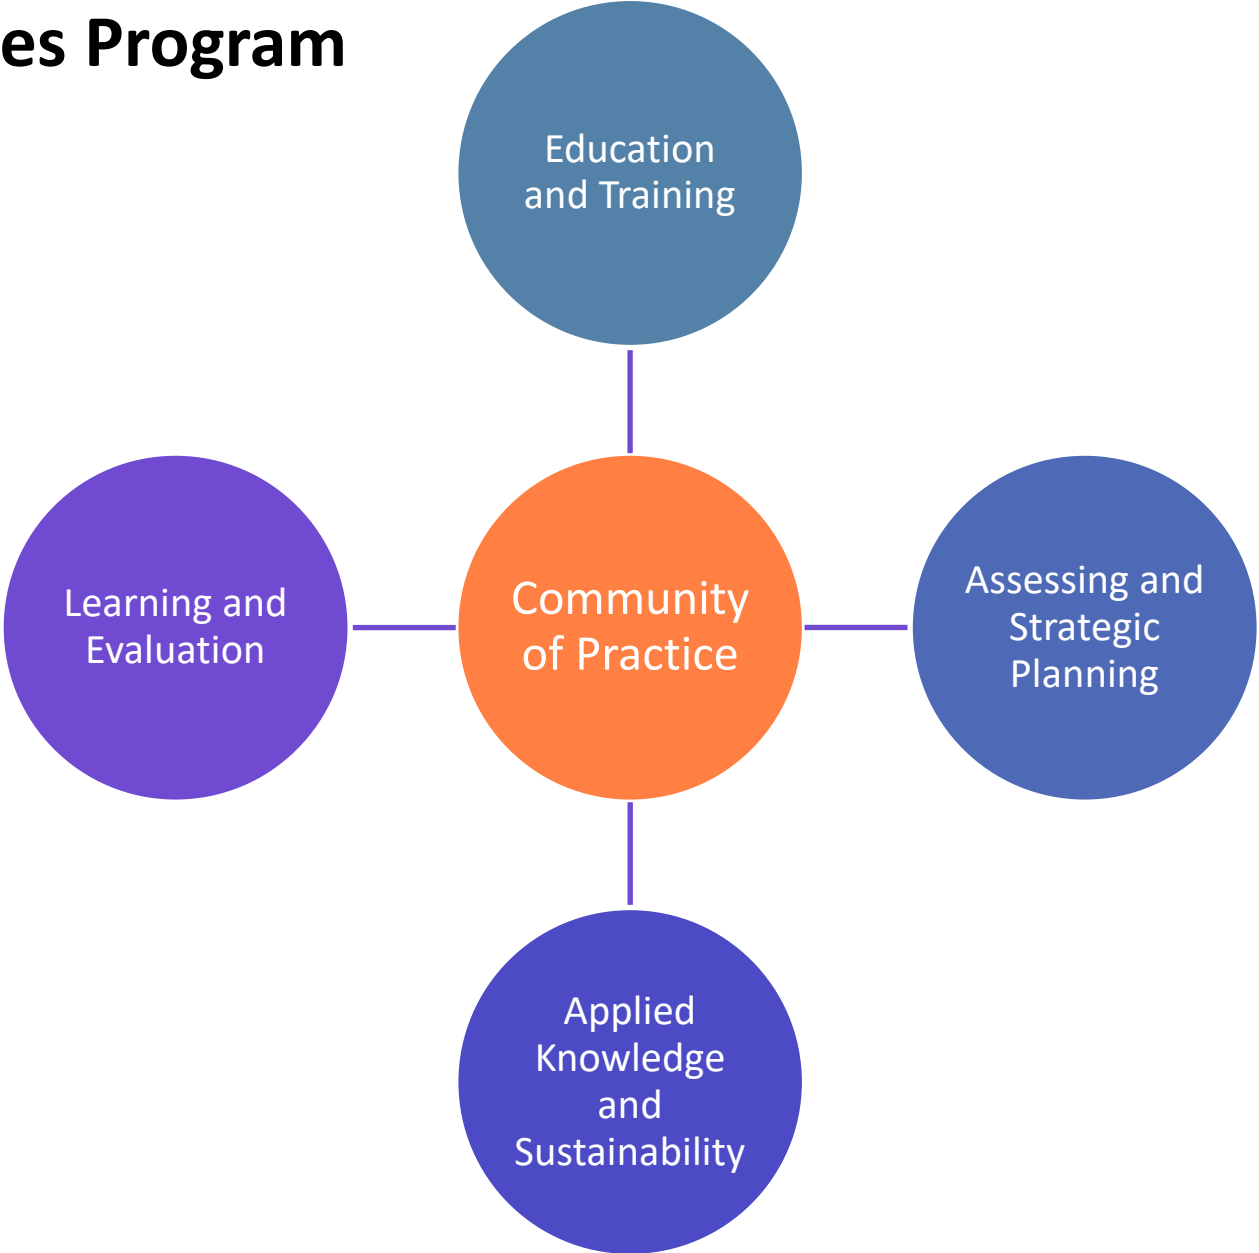 es Program
Education
and Training
Learning and
Evaluation
Community
of Practice
Assessing and
Strategic
Planning
Applied
Knowledge
and
Sustainability